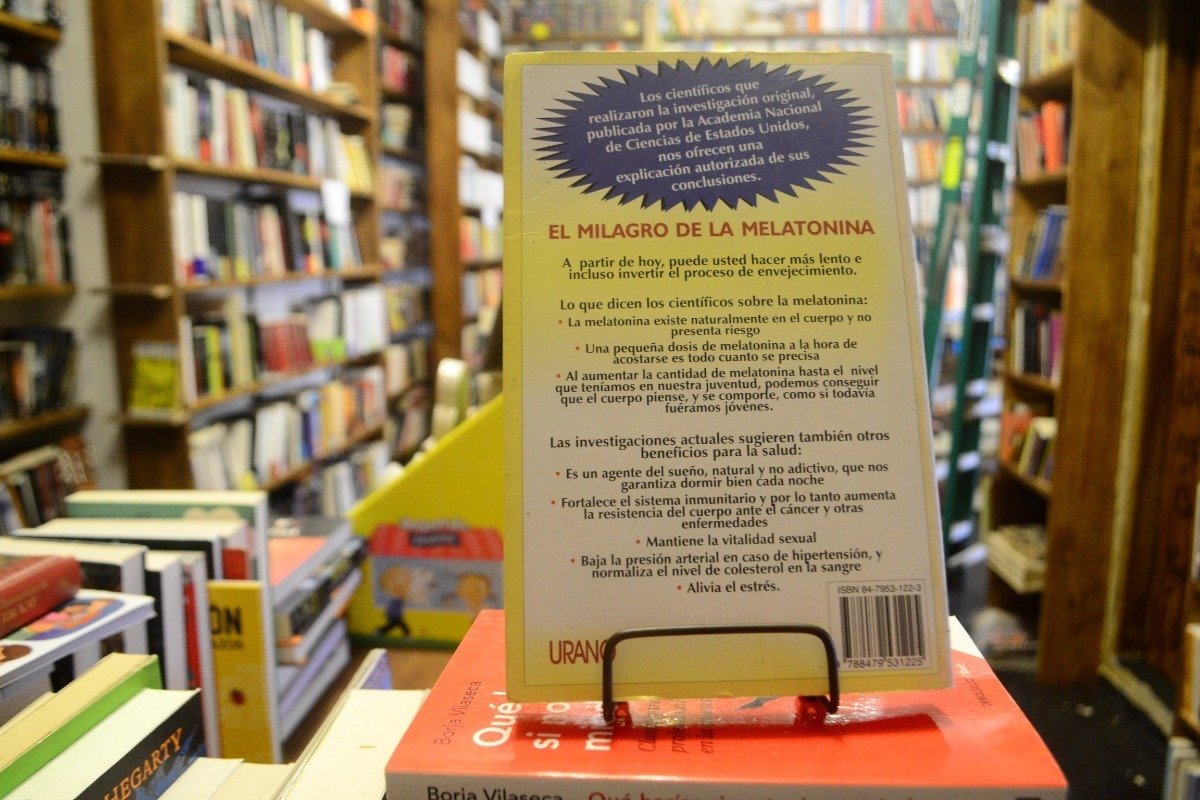 Los científicos que
realizaron la investigación original,
publicada por la Academia Nacional
de Ciencias de Estados Unidos,
nos ofrecen una
explicación autorizada de sus
conclusiones.
EL MILAGRO DE LA MELATONINA
A partir de hoy, puede usted hacer más lento e
incluso invertir el proceso de envejecimiento.
Lo que dicen los científicos sobre la melatonina:
• La melatonina existe naturalmente en el cuerpo y no
presenta riesgo
• Una pequeña dosis de melatonina a la hora de
acostarse es todo cuanto se precisa
• Al aumentar la cantidad de melatonina hasta el nivel
que teníamos en nuestra juventud, podemos conseguir
que el cuerpo piense, y se comporte, como si todavía
fuéramos jóvenes.
Las investigaciones actuales sugieren también otros
beneficios para la salud:
• Es un agente del sueño, natural y no adictivo, que nos
garantiza dormir bien cada noche
• Fortalece el sistema inmunitario y por lo tanto aumenta
la resistencia del cuerpo ante el cáncer y otras
enfermedades
• Mantiene la vitalidad sexual
• Baja la presión arterial en caso de hipertensión, y
normaliza el nivel de colesterol en la sangre
• Alivia el estrés.
ISBN 84-7953-122-3
788479 531225
URANO
Borja Vilaseca
Qué
si no
Borja Vilaseca
HEGARTY